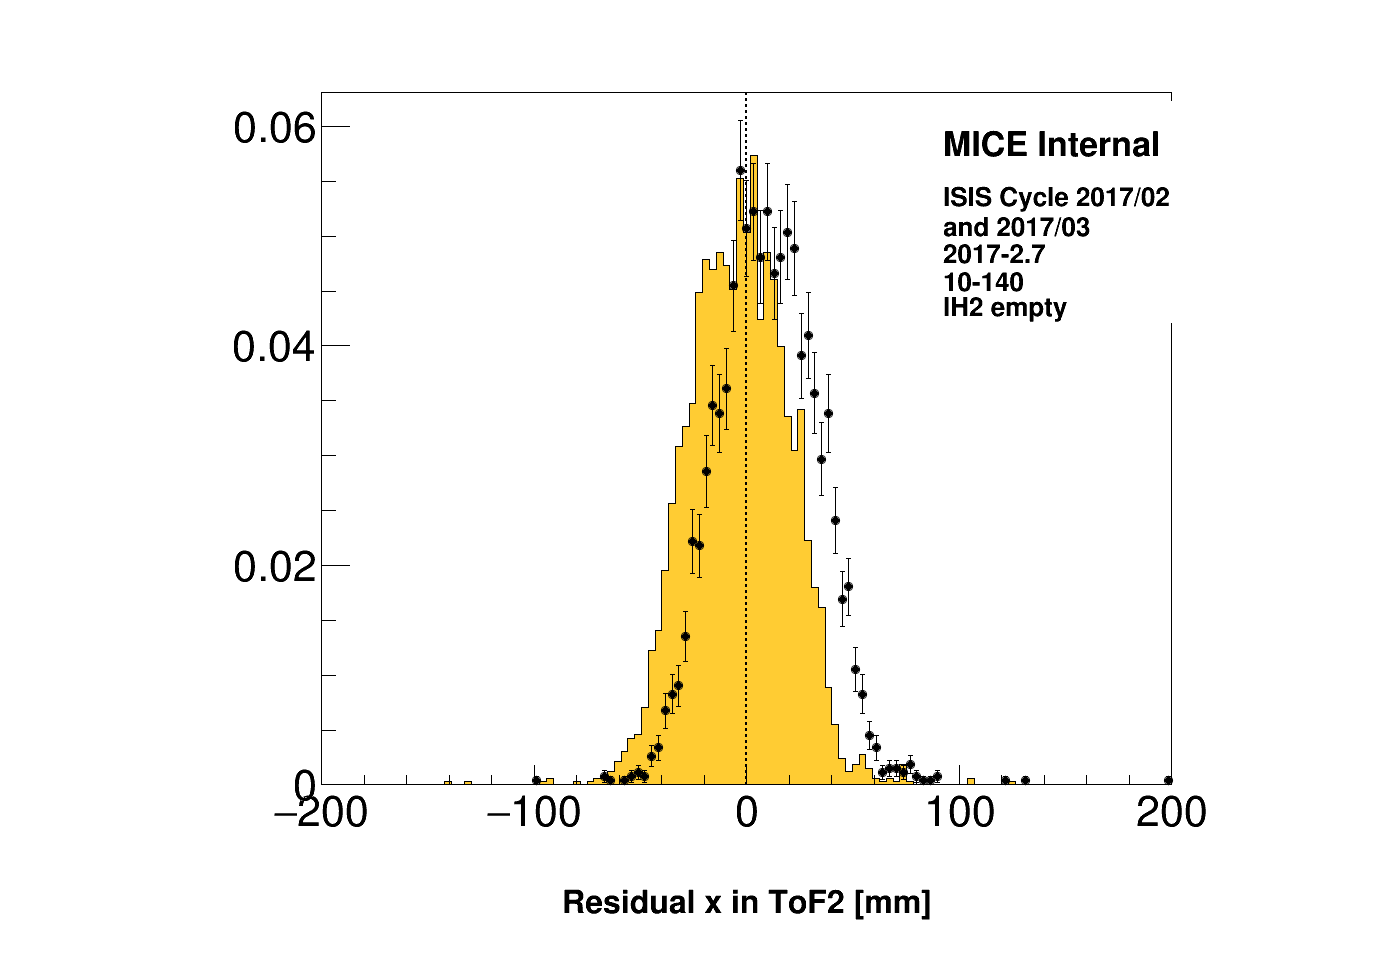 MICE Internal
ISIS Cycle 2017/02
and 2017/03
2017-2.7
10-140
IH2 empty
0.06
0.04
0.02
0
−200 −100 0 100 200
Residual x in ToF2 [mm]